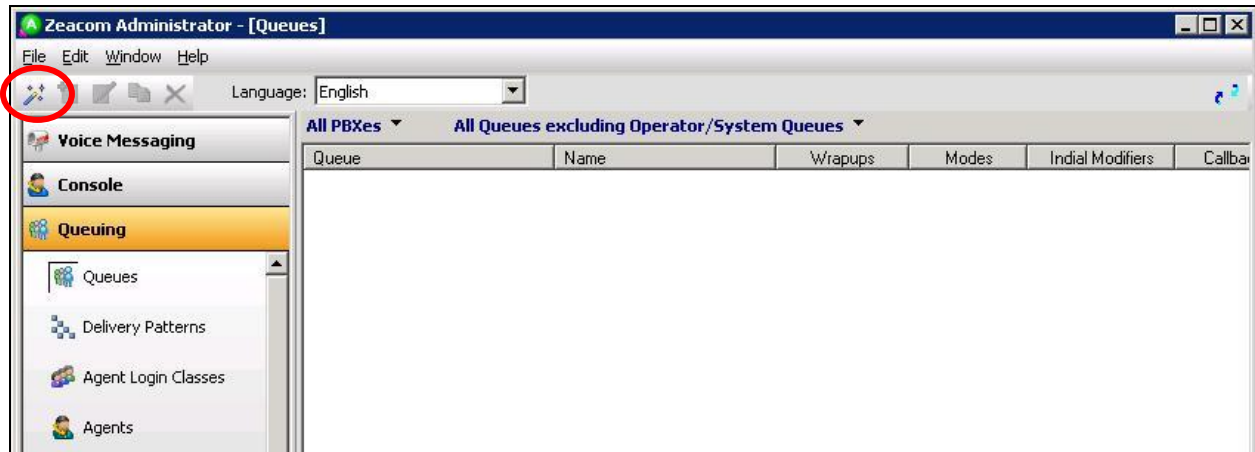 Zeacom Administrator - [Queues]
File Edit Window Help
Language: English
All PBXes All Queues excluding Operator/System Queues
Queue Name Wrapups Modes Indial Modifiers Callba
Voice Messaging
Console
Queuing
Queues
Delivery Patterns
Agent Login Classes
Agents